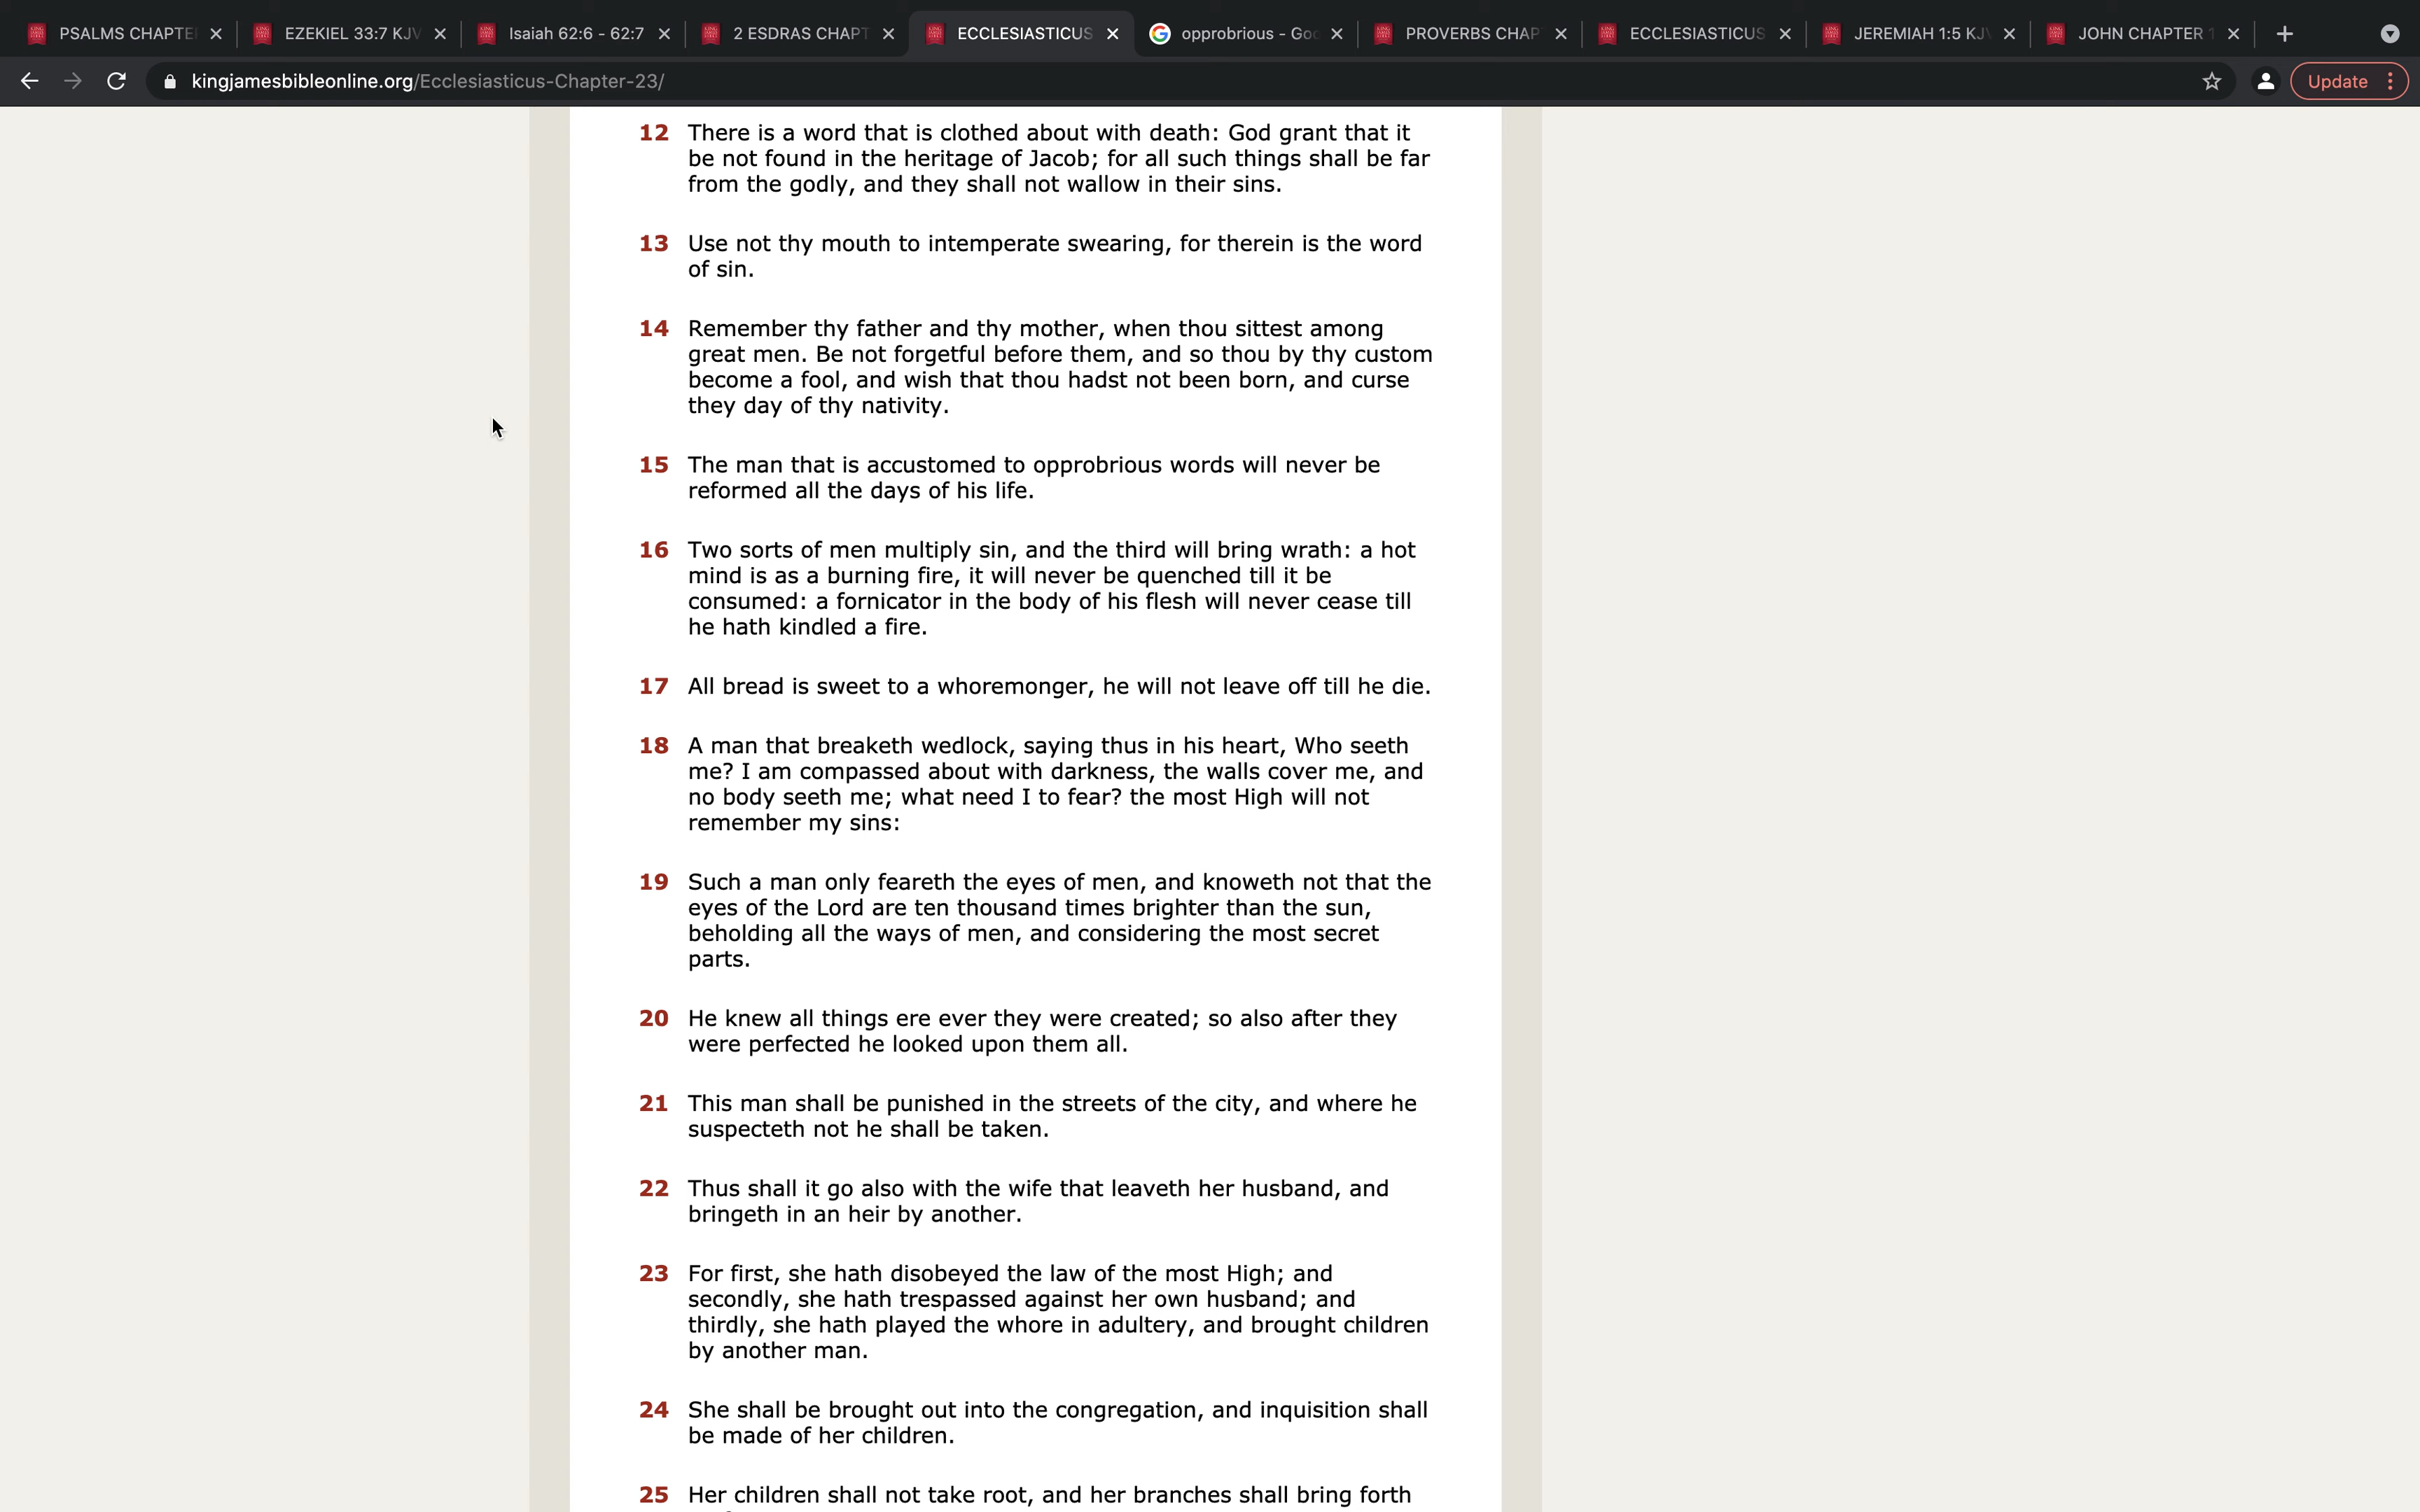 PSALMS CHAPTE
EZEKIEL 33:7 KJV
Isaiah 62:6 - 62:7
2 ESDRAS CHAPT
ECCLESIASTICUS
opprobrious - Goo
PROVERBS CHAP
ECCLESIASTICUS
JEREMIAH 1:5 KJV
JOHN CHAPTER 1
kingjamesbibleonline.org/Ecclesiasticus-Chapter-23/
Update
12 There is a word that is clothed about with death: God grant that it
be not found in the heritage of Jacob; for all such things shall be far
from the godly, and they shall not wallow in their sins.
13 Use not thy mouth to intemperate swearing, for therein is the word
of sin.
14 Remember thy father and thy mother, when thou sittest among
great men. Be not forgetful before them, and so thou by thy custom
become a fool, and wish that thou hadst not been born, and curse
they day of thy nativity.
15 The man that is accustomed to opprobrious words will never be
reformed all the days of his life.
16 Two sorts of men multiply sin, and the third will bring wrath: a hot
mind is as a burning fire, it will never be quenched till it be
consumed: a fornicator in the body of his flesh will never cease till
he hath kindled a fire.
17 All bread is sweet to a whoremonger, he will not leave off till he die.
18 A man that breaketh wedlock, saying thus in his heart, Who seeth
me? I am compassed about with darkness, the walls cover me, and
no body seeth me; what need I to fear? the most High will not
remember my sins:
19 Such a man only feareth the eyes of men, and knoweth not that the
eyes of the Lord are ten thousand times brighter than the sun,
beholding all the ways of men, and considering the most secret
parts.
20 He knew all things ere ever they were created; so also after they
were perfected he looked upon them all.
21 This man shall be punished in the streets of the city, and where he
suspecteth not he shall be taken.
22 Thus shall it go also with the wife that leaveth her husband, and
bringeth in an heir by another.
23 For first, she hath disobeyed the law of the most High; and
secondly, she hath trespassed against her own husband; and
thirdly, she hath played the whore in adultery, and brought children
by another man.
24 She shall be brought out into the congregation, and inquisition shall
be made of her children.
25 Her children shall not take root, and her branches shall bring forth